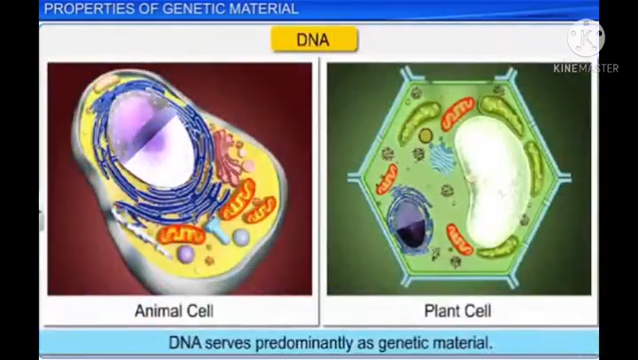 PROPERTIES OF GENETIC MATERIAL
DNA
K
KINEMASTER
Animal Cell
Plant Cell
DNA serves predominantly as genetic material.